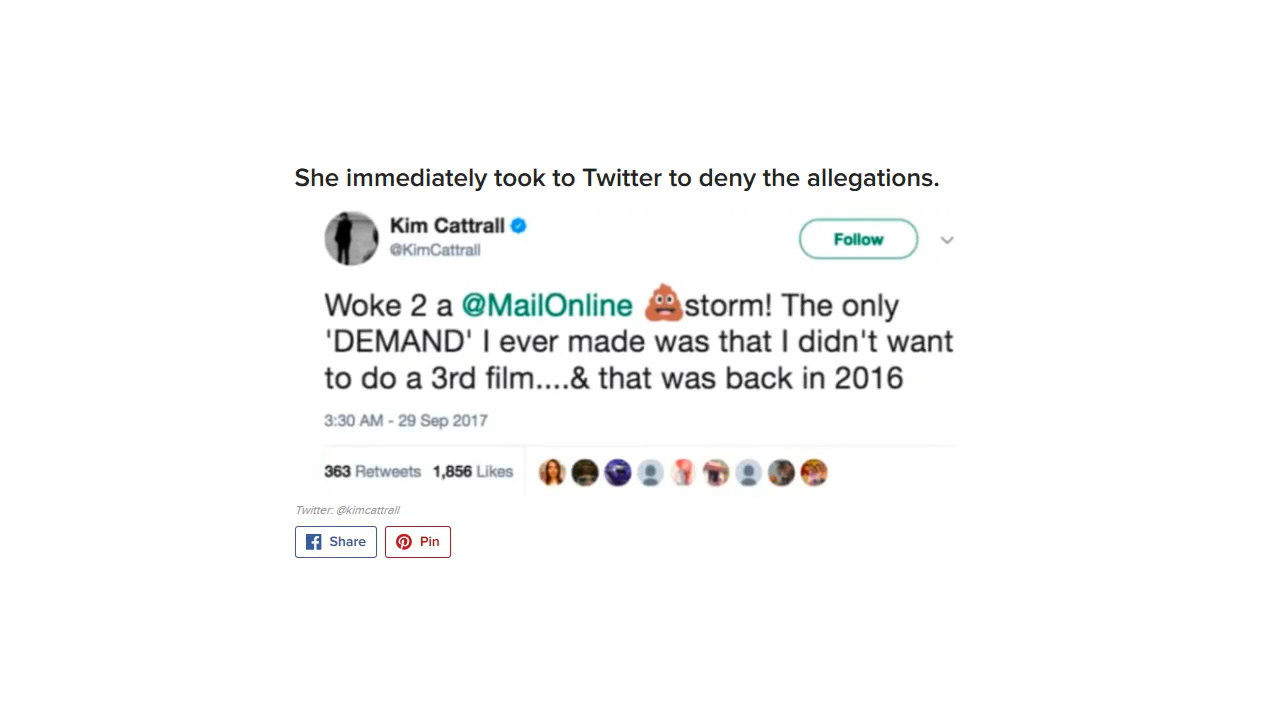 She immediately took to Twitter to deny the allegations.
Kim Cattrall
@KimCattrall
Follow
Woke 2 a @MailOnline 💩storm! The only
'DEMAND' I ever made was that I didn't want
to do a 3rd film....& that was back in 2016
3:30 AM - 29 Sep 2017
363 Retweets 1,856 Likes
Twitter: @kimcattrall
Share Pin